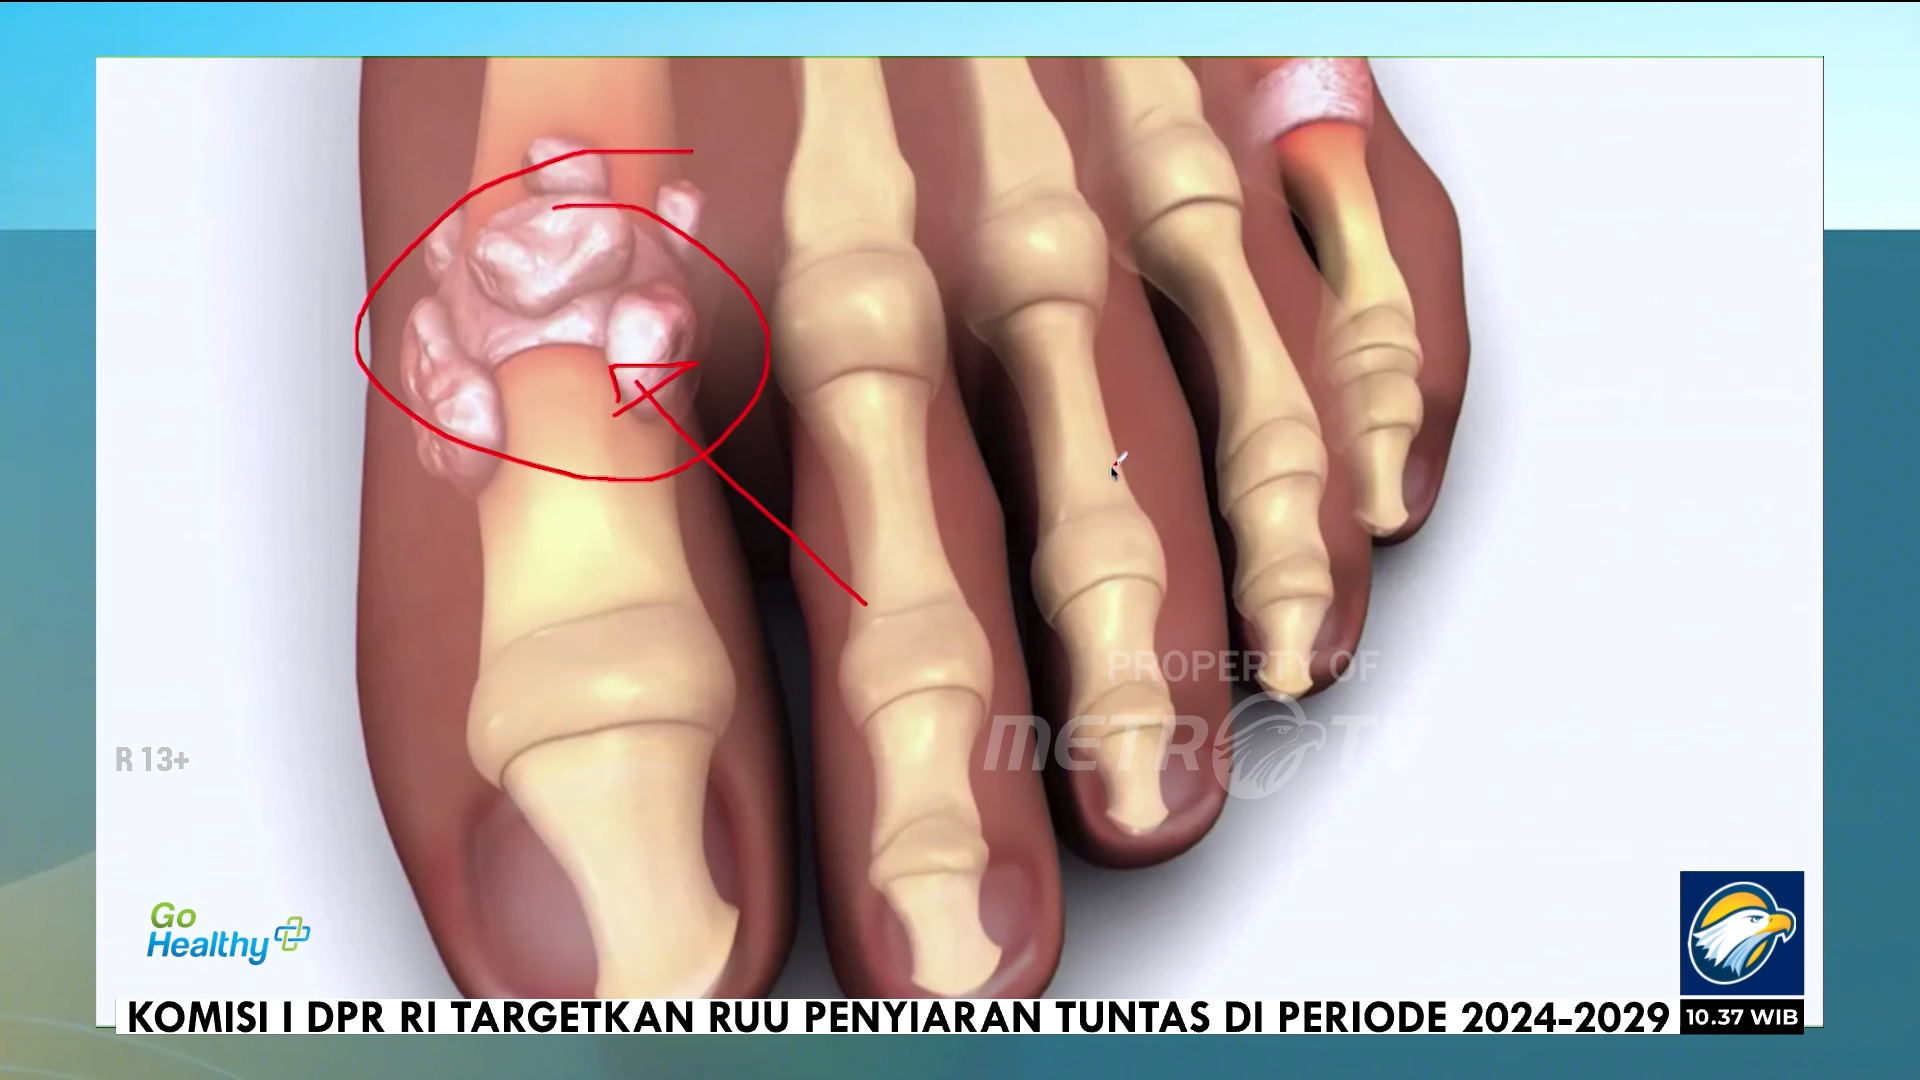 PROPERTY OF
METRO TV
R 13+
Go
Healthy
KOMISI I DPR RI TARGETKAN RUU PENYIARAN TUNTAS DI PERIODE 2024-2029
10.37 WIB